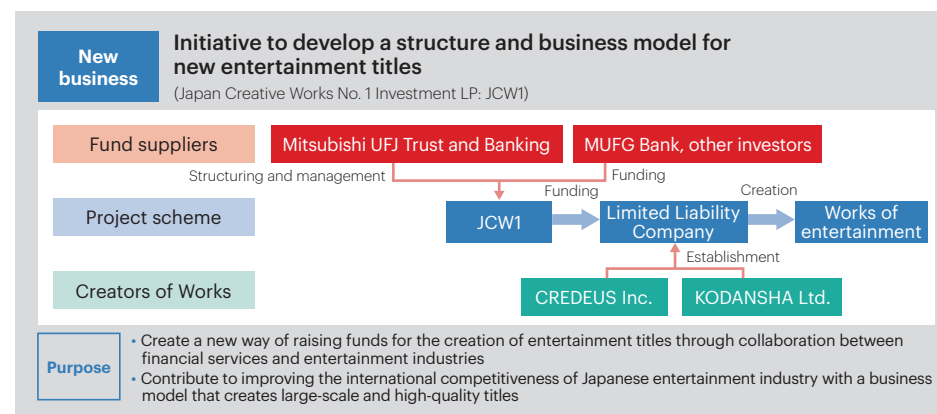 New
business
Initiative to develop a structure and business model for
new entertainment titles
(Japan Creative Works No. 1 Investment LP: JCW1)
Fund suppliers
Mitsubishi UFJ Trust and Banking
MUFG Bank, other investors
Structuring and management
Funding
Project scheme
JCW1
Funding
Limited Liability
Company
Creation
Works of
entertainment
Establishment
Creators of Works
CREDEUS Inc.
KODANSHA Ltd.
Purpose
• Create a new way of raising funds for the creation of entertainment titles through collaboration between
financial services and entertainment industries
• Contribute to improving the international competitiveness of Japanese entertainment industry with a business
model that creates large-scale and high-quality titles